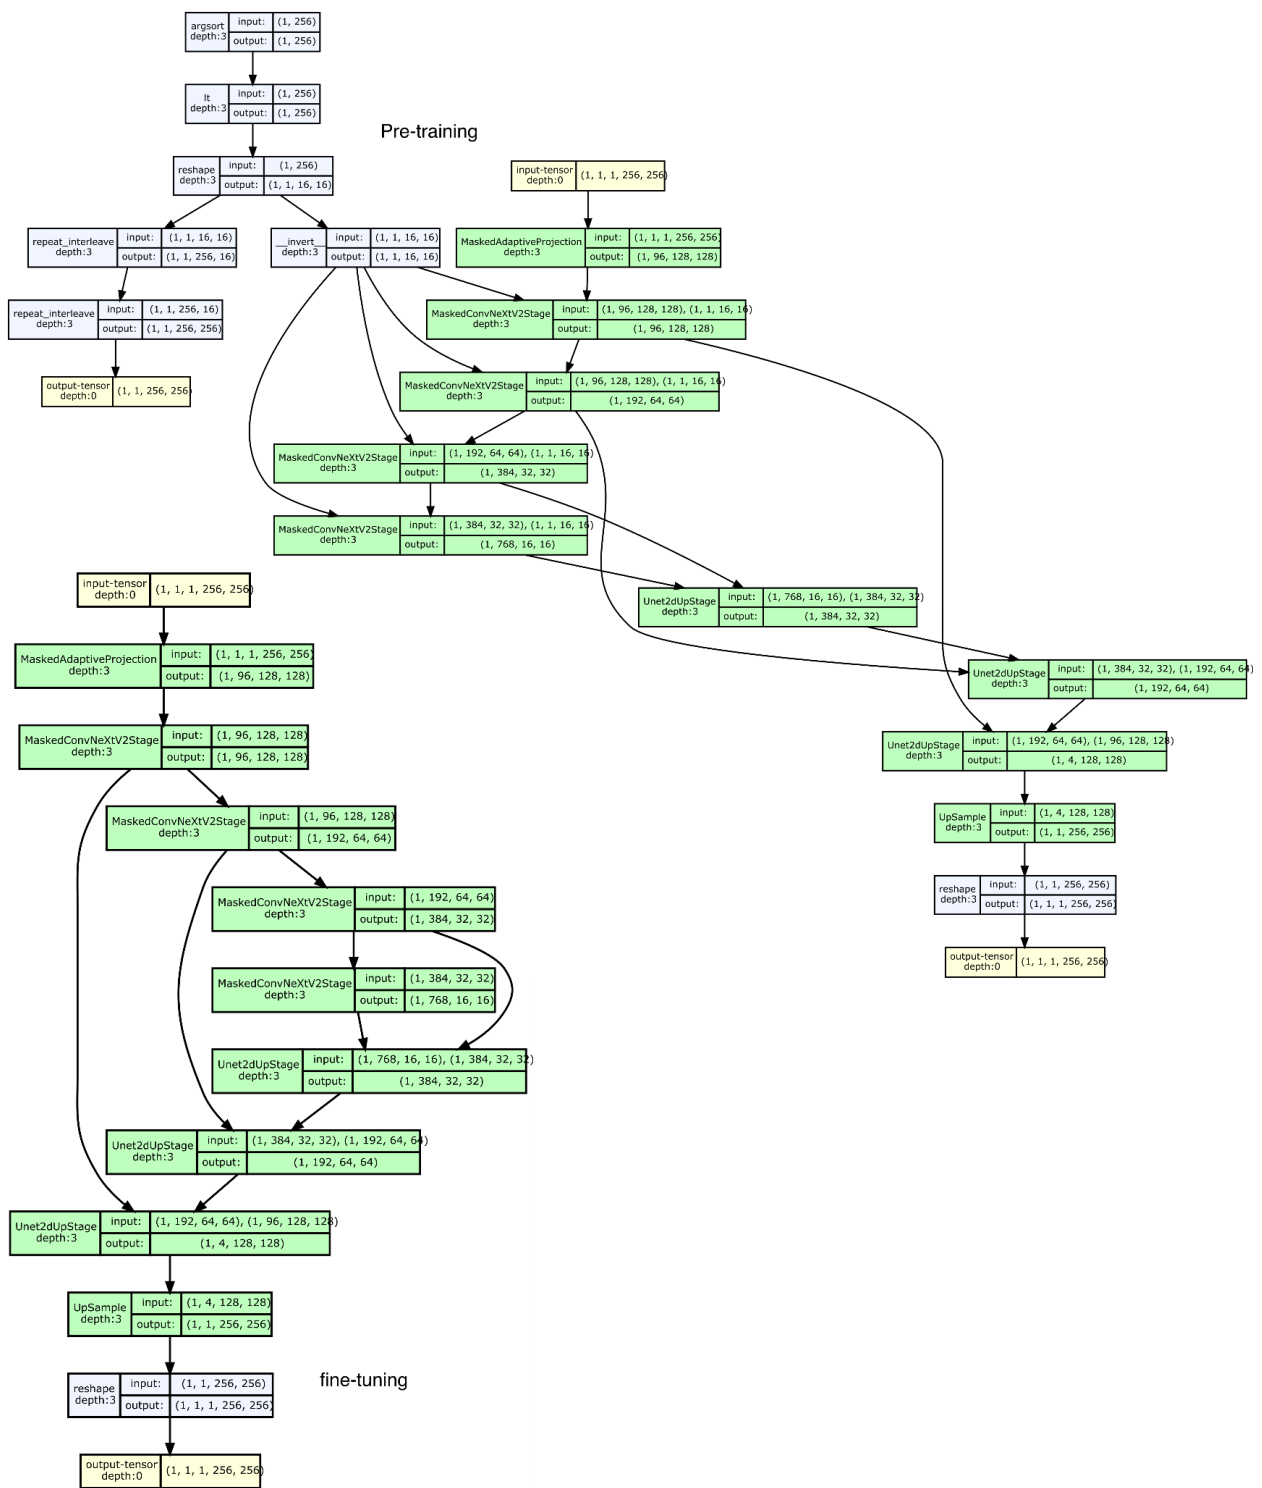 argsort
depth:3
input: (1, 256)
output: (1, 256)
lt
depth:3
input: (1, 256)
output: (1, 256)
Pre-training
reshape
depth:3
input: (1, 256)
output: (1, 1, 16, 16)
input-tensor
depth:0
(1, 1, 1, 256, 256)
repeat_interleave
depth:3
input: (1, 1, 16, 16)
output: (1, 1, 256, 16)
__invert__
depth:3
input: (1, 1, 16, 16)
output: (1, 1, 16, 16)
MaskedAdaptiveProjection
depth:3
input: (1, 1, 1, 256, 256)
output: (1, 96, 128, 128)
repeat_interleave
depth:3
input: (1, 1, 256, 16)
output: (1, 1, 256, 256)
MaskedConvNeXtV2Stage
depth:3
input: (1, 96, 128, 128), (1, 1, 16, 16)
output: (1, 96, 128, 128)
output-tensor
depth:0
(1, 1, 256, 256)
MaskedConvNeXtV2Stage
depth:3
input: (1, 96, 128, 128), (1, 1, 16, 16)
output: (1, 192, 64, 64)
MaskedConvNeXtV2Stage
depth:3
input: (1, 192, 64, 64), (1, 1, 16, 16)
output: (1, 384, 32, 32)
MaskedConvNeXtV2Stage
depth:3
input: (1, 384, 32, 32), (1, 1, 16, 16)
output: (1, 768, 16, 16)
Unet2dUpStage
depth:3
input: (1, 768, 16, 16), (1, 384, 32, 32)
output: (1, 384, 32, 32)
Unet2dUpStage
depth:3
input: (1, 384, 32, 32), (1, 192, 64, 64)
output: (1, 192, 64, 64)
Unet2dUpStage
depth:3
input: (1, 192, 64, 64), (1, 96, 128, 128)
output: (1, 4, 128, 128)
UpSample
depth:3
input: (1, 4, 128, 128)
output: (1, 1, 256, 256)
reshape
depth:3
input: (1, 1, 256, 256)
output: (1, 1, 1, 256, 256)
output-tensor
depth:0
(1, 1, 1, 256, 256)
input-tensor
depth:0
(1, 1, 1, 256, 256)
MaskedAdaptiveProjection
depth:3
input: (1, 1, 1, 256, 256)
output: (1, 96, 128, 128)
MaskedConvNeXtV2Stage
depth:3
input: (1, 96, 128, 128)
output: (1, 96, 128, 128)
MaskedConvNeXtV2Stage
depth:3
input: (1, 96, 128, 128)
output: (1, 192, 64, 64)
MaskedConvNeXtV2Stage
depth:3
input: (1, 192, 64, 64)
output: (1, 384, 32, 32)
MaskedConvNeXtV2Stage
depth:3
input: (1, 384, 32, 32)
output: (1, 768, 16, 16)
Unet2dUpStage
depth:3
input: (1, 768, 16, 16), (1, 384, 32, 32)
output: (1, 384, 32, 32)
Unet2dUpStage
depth:3
input: (1, 384, 32, 32), (1, 192, 64, 64)
output: (1, 192, 64, 64)
Unet2dUpStage
depth:3
input: (1, 192, 64, 64), (1, 96, 128, 128)
output: (1, 4, 128, 128)
UpSample
depth:3
input: (1, 4, 128, 128)
output: (1, 1, 256, 256)
reshape
depth:3
input: (1, 1, 256, 256)
output: (1, 1, 1, 256, 256)
fine-tuning
output-tensor
depth:0
(1, 1, 1, 256, 256)